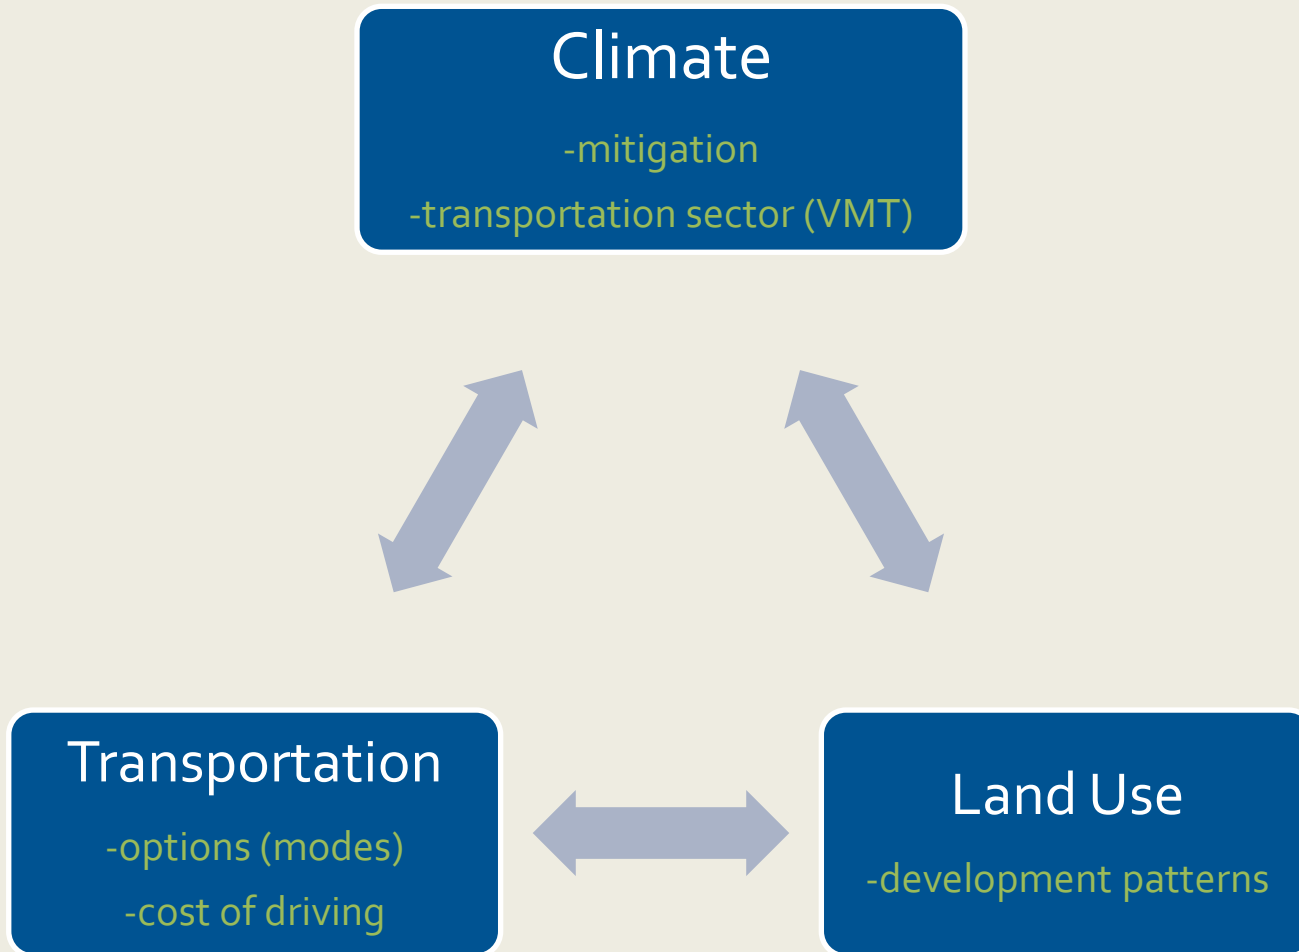 Climate
-mitigation
-transportation sector (VMT)
Transportation
-options (modes)
-cost of driving
Land Use
-development patterns